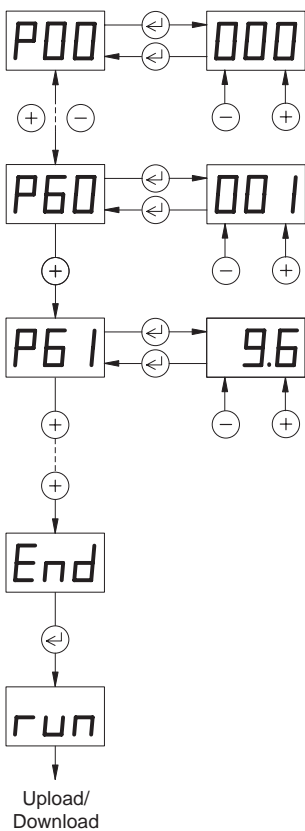 P00 000
+ −
− +
P60 001
+
− +
P61 9.6
+
− +
+
End
run
Upload/
Download